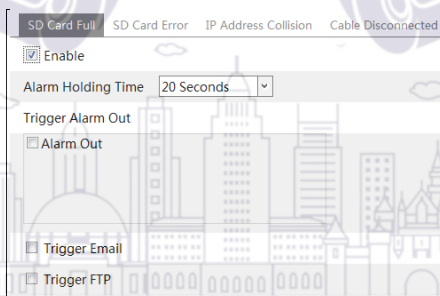 SD Card Full SD Card Error IP Address Collision Cable Disconnected
Enable
Alarm Holding Time 20 Seconds
Trigger Alarm Out
Alarm Out
Trigger Email
Trigger FTP